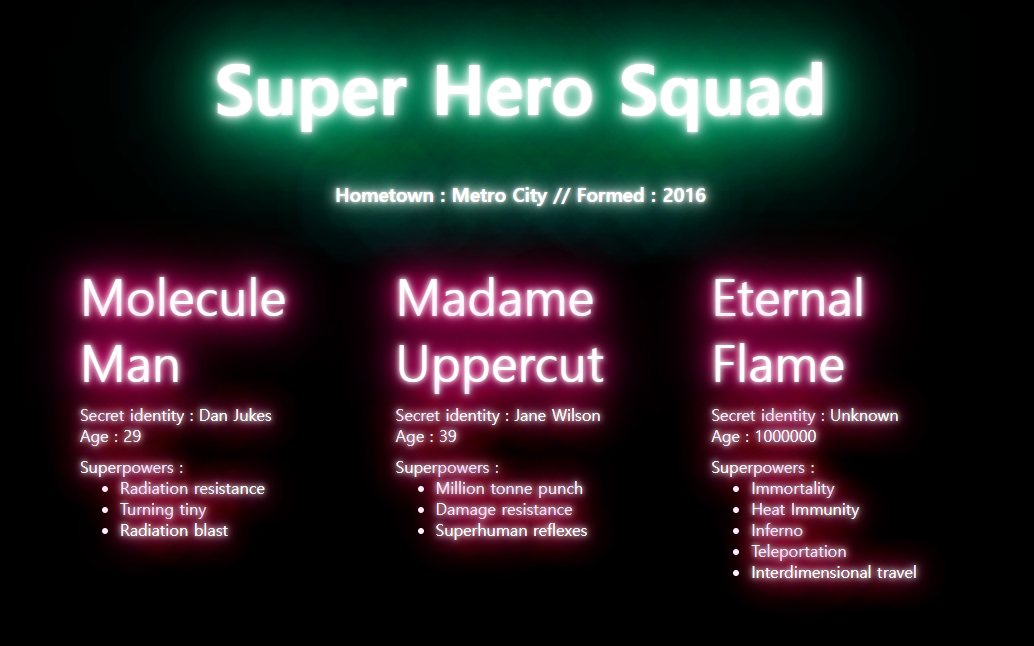 Super Hero Squad
Hometown : Metro City // Formed : 2016
Molecule
Man
Secret identity : Dan Jukes
Age : 29
Superpowers :
Radiation resistance
Turning tiny
Radiation blast
Madame
Uppercut
Secret identity : Jane Wilson
Age : 39
Superpowers :
Million tonne punch
Damage resistance
Superhuman reflexes
Eternal
Flame
Secret identity : Unknown
Age : 1000000
Superpowers :
Immortality
Heat Immunity
Inferno
Teleportation
Interdimensional travel